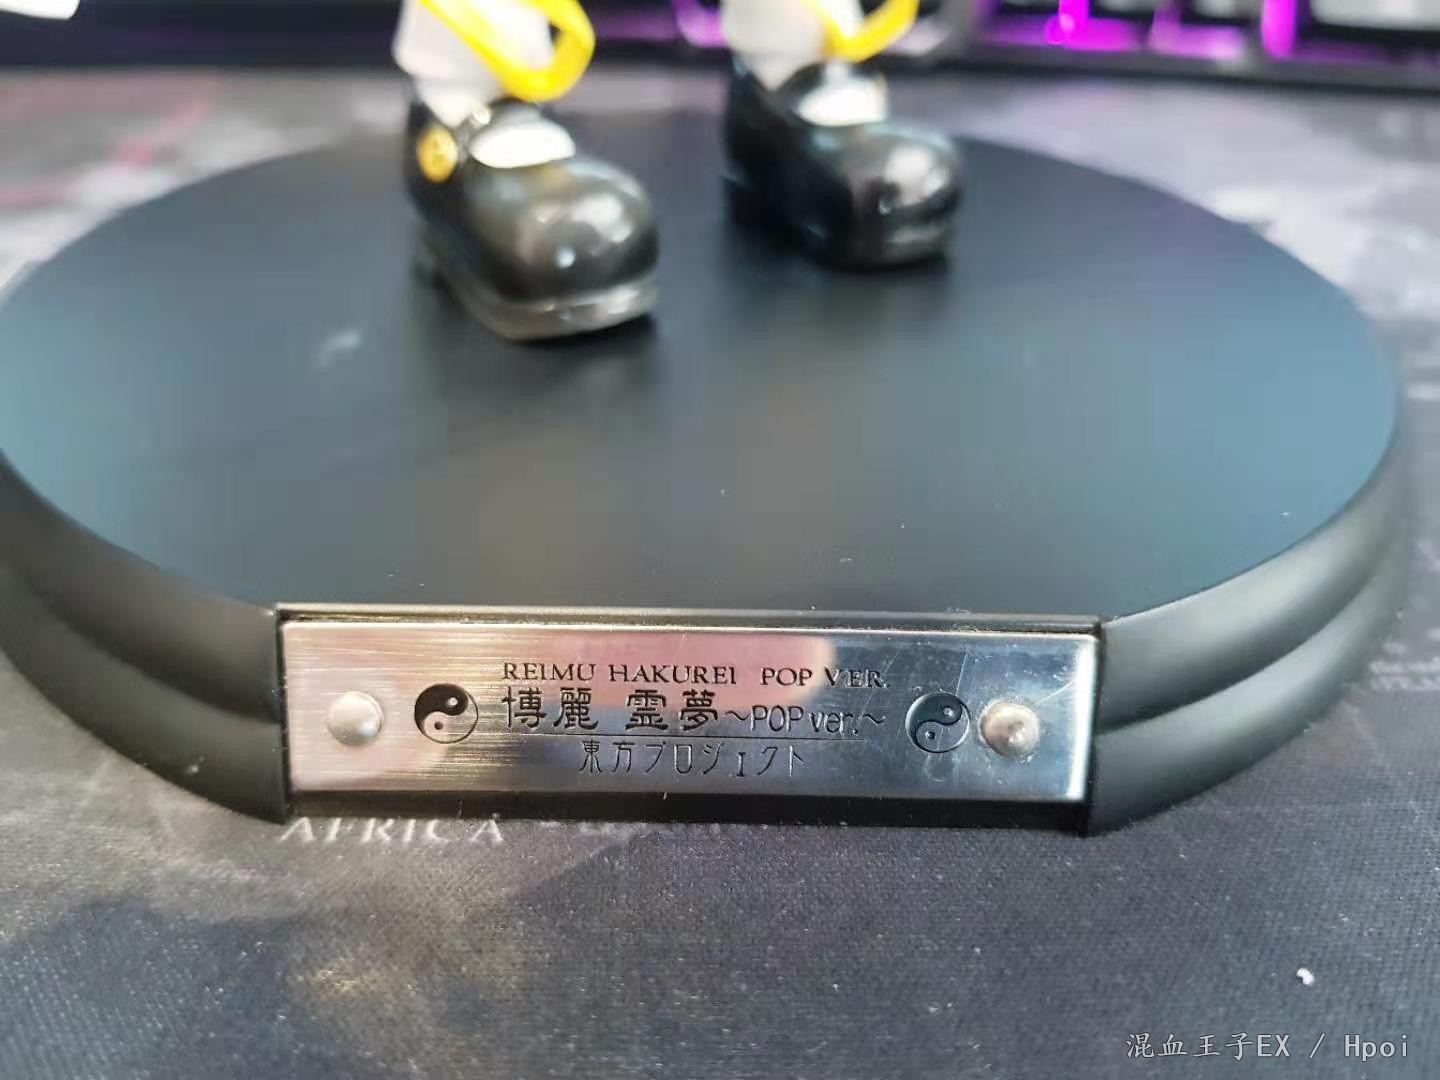 REIMU HAKUREI POP VER.
博麗 霊夢~POP ver.~
東方プロジェクト
AFRICA
混血王子EX / Hpoi